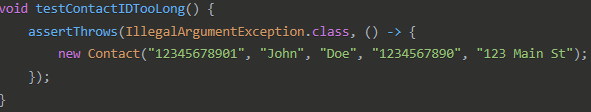 void testContactIDTooLong() {
    assertThrows(IllegalArgumentException.class, () -> {
        new Contact("12345678901", "John", "Doe", "1234567890", "123 Main St");
    });
}